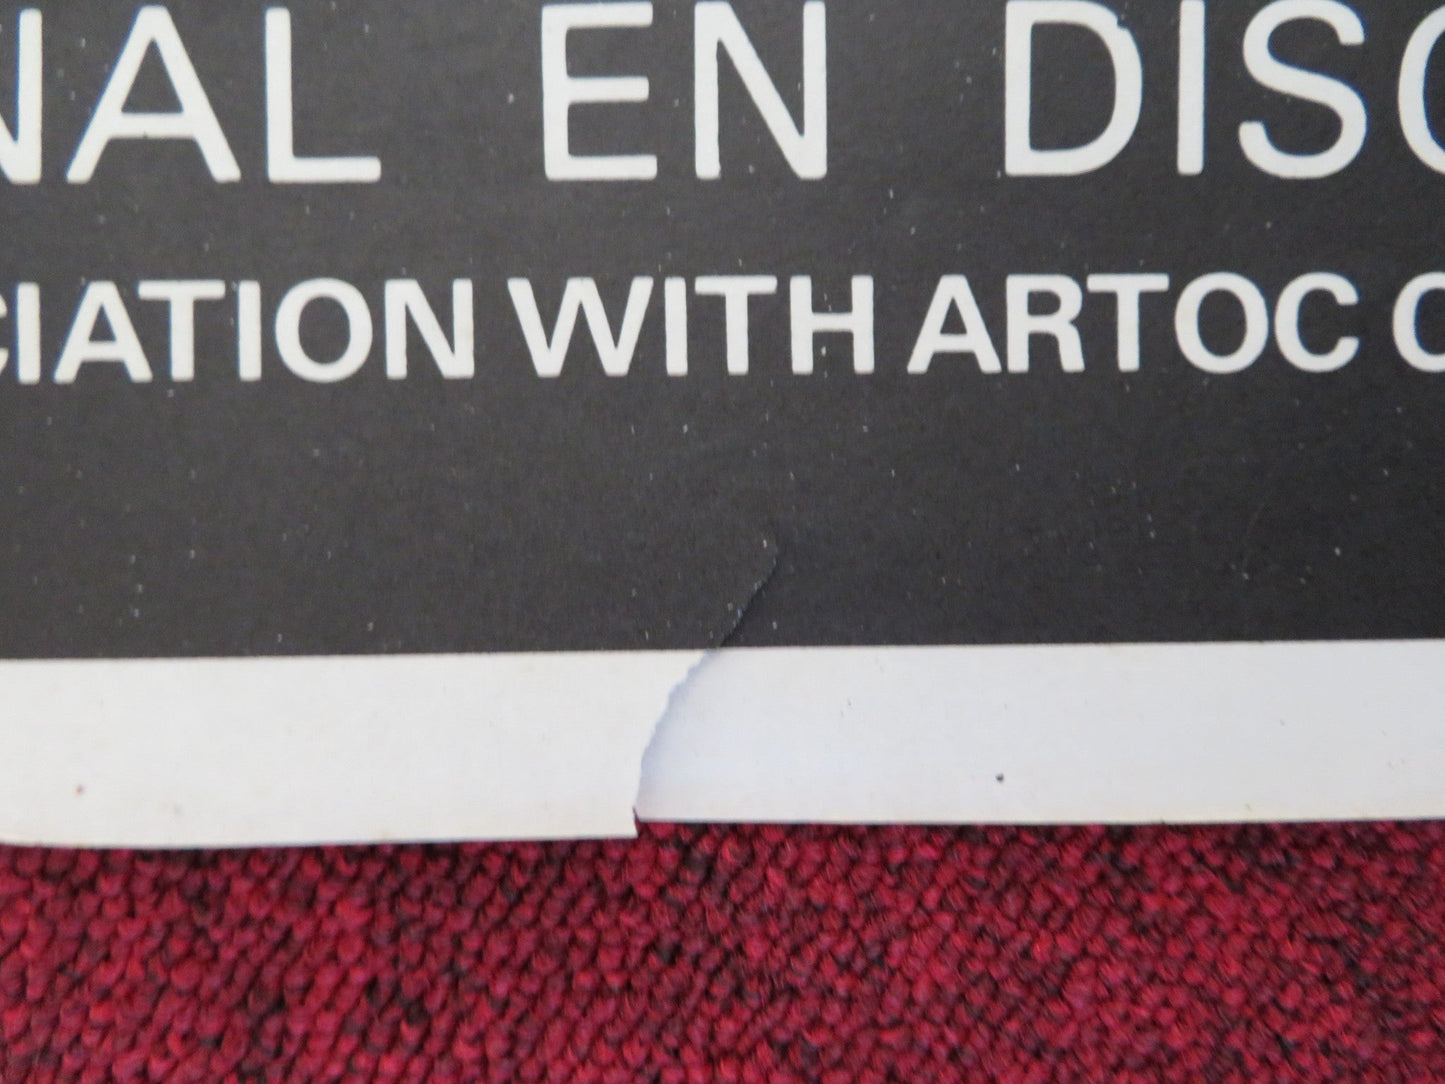 NAL EN DISC
CIATION WITH ARTOC